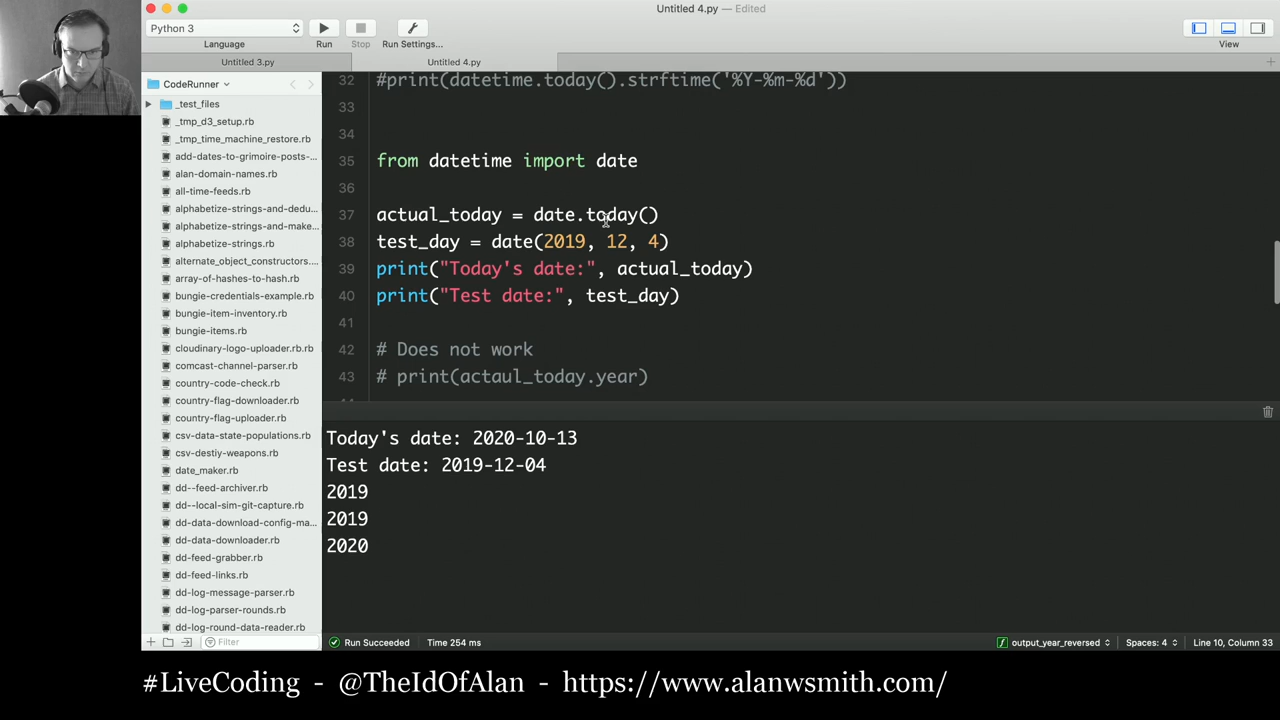 Untitled 4.py — Edited
Python 3
Language
Run
Stop
Run Settings...
View
Untitled 3.py
Untitled 4.py
CodeRunner
_test_files
_tmp_d3_setup.rb
_tmp_time_machine_restore.rb
add-dates-to-grimoire-posts-...
alan-domain-names.rb
all-time-feeds.rb
alphabetize-strings-and-dedu...
alphabetize-strings-and-make...
alphabetize-strings.rb
alternate_object_constructors...
array-of-hashes-to-hash.rb
bungie-credentials-example.rb
bungie-item-inventory.rb
bungie-items.rb
cloudinary-logo-uploader.rb.rb
comcast-channel-parser.rb
country-code-check.rb
country-flag-downloader.rb
country-flag-uploader.rb
csv-data-state-populations.rb
csv-destiy-weapons.rb
date_maker.rb
dd--feed-archiver.rb
dd--local-sim-git-capture.rb
dd-data-download-config-ma...
dd-data-downloader.rb
dd-feed-grabber.rb
dd-feed-links.rb
dd-log-message-parser.rb
dd-log-parser-rounds.rb
dd-log-round-data-reader.rb
Filter
32 #print(datetime.today().strftime('%Y-%m-%d'))
33
34
35 from datetime import date
36
37 actual_today = date.today()
38 test_day = date(2019, 12, 4)
39 print("Today's date:", actual_today)
40 print("Test date:", test_day)
41
42 # Does not work
43 # print(actaul_today.year)
Today's date: 2020-10-13
Test date: 2019-12-04
2019
2019
2020
Run Succeeded Time 254 ms
output_year_reversed Spaces: 4 Line 10, Column 33
#LiveCoding - @TheIdOfAlan - https://www.alanwsmith.com/